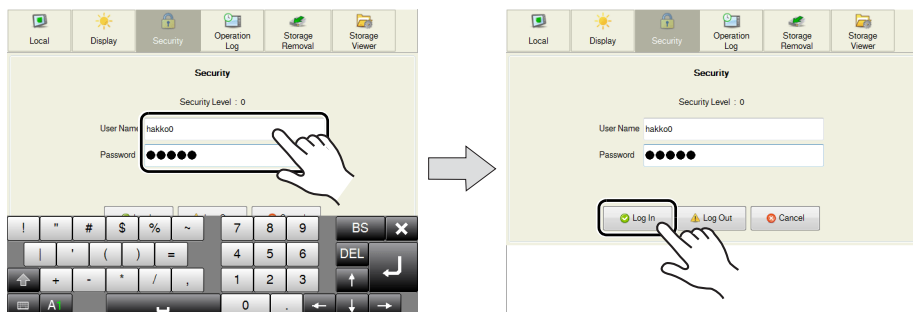 Local Display Security Operation Log Storage Removal Storage Viewer
Security
Security Level : 0
User Name hakko0
Password ●●●●●
! " # $ % ~ 7 8 9 BS X
| ' ( ) = 4 5 6 DEL
+ - * / , 1 2 3
A1 0 .
Local Display Security Operation Log Storage Removal Storage Viewer
Security
Security Level : 0
User Name hakko0
Password ●●●●●
Log In Log Out Cancel